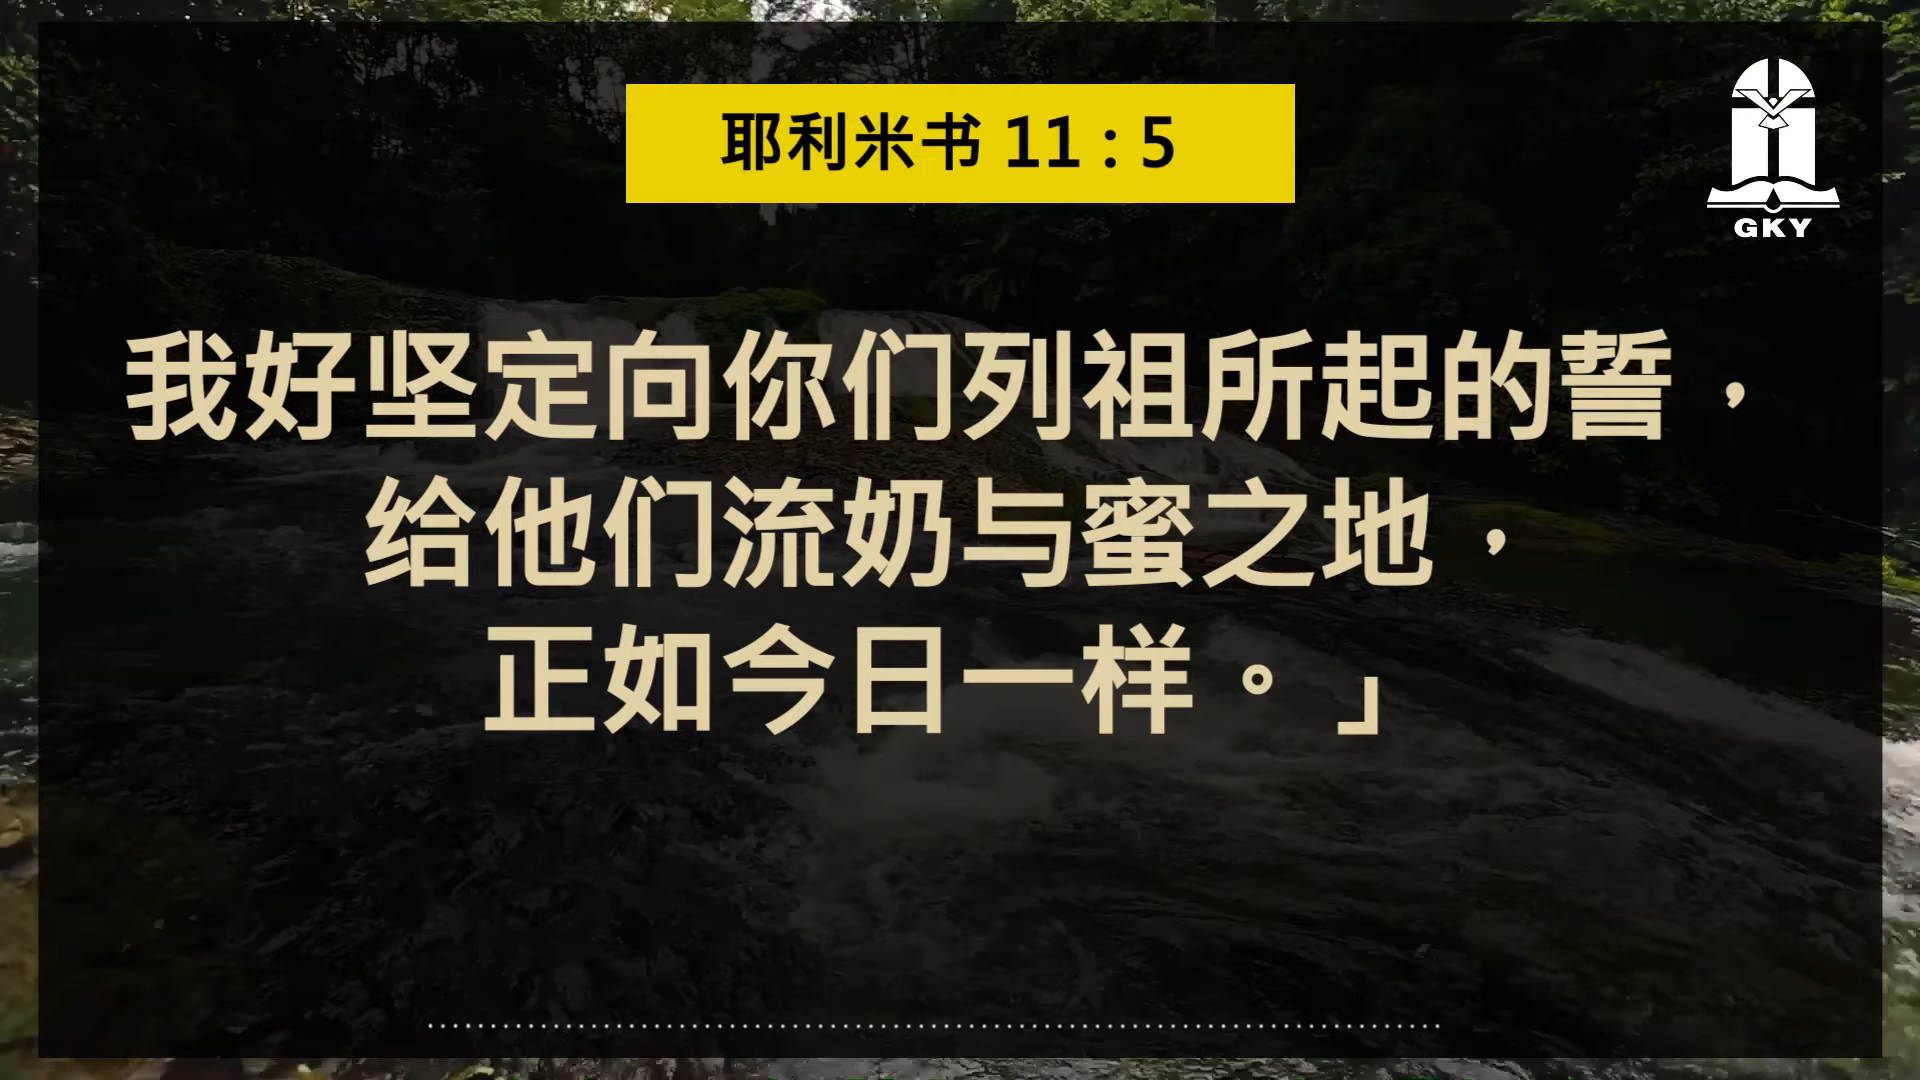 耶利米书 11 : 5
GKY
我好坚定向你们列祖所起的誓，
给他们流奶与蜜之地，
正如今日一样。」